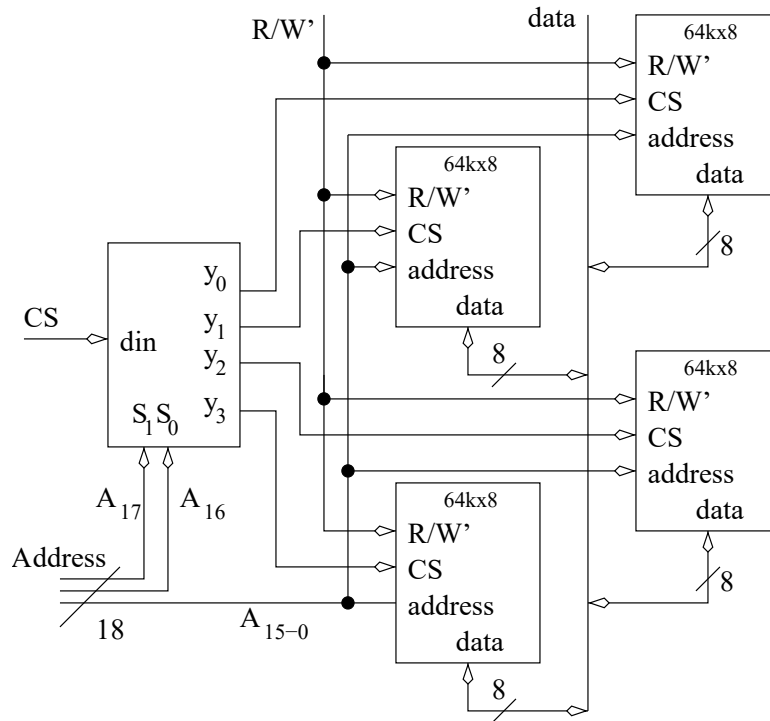 R/W’
data
64kx8
R/W’
CS
address
data
8
64kx8
R/W’
CS
address
data
8
CS
din
y0
y1
y2
y3
S1S0
A17
A16
Address
18
A15−0
64kx8
R/W’
CS
address
data
8
64kx8
R/W’
CS
address
data
8